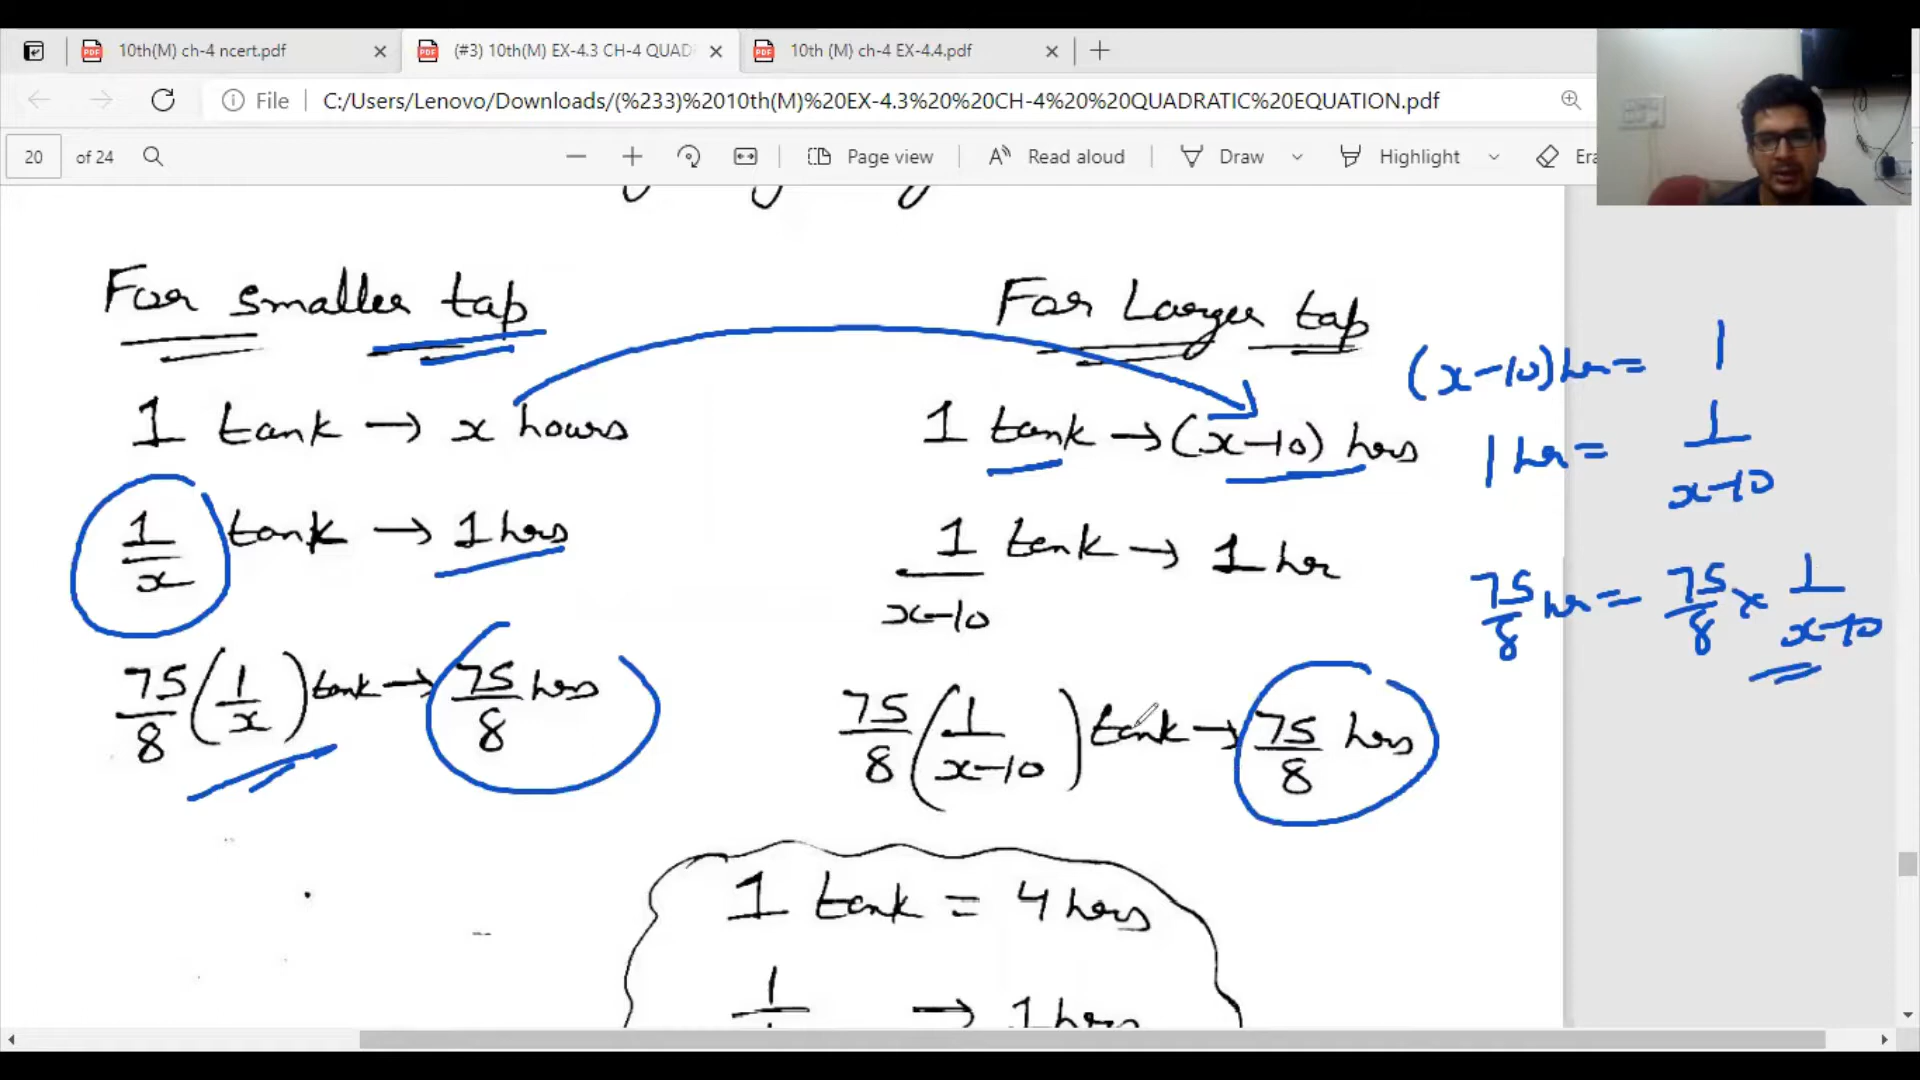 10th(M) ch-4 ncert.pdf
(#3) 10th(M) EX-4.3 CH-4 QUAD
10th (M) ch-4 EX-4.4.pdf
File
C:/Users/Lenovo/Downloads/(%233)%2010th(M)%20EX-4.3%20%20CH-4%20%20QUADRATIC%20EQUATION.pdf
20 of 24
Page view
Read aloud
Draw
Highlight
Era
For smaller tap
For Larger tap
1 tank → x hours
1 tank → (x-10) hrs
(x-10)hr = 1
1/x tank → 1 hrs
1/x-10 tank → 1 hr
1 hr = 1/x-10
75/8 (1/x) tank → 75/8 hrs
75/8 (1/x-10) tank → 75/8 hrs
75/8 hr = 75/8 × 1/x-10
1 tank = 4 hrs
1 → 1 hrs